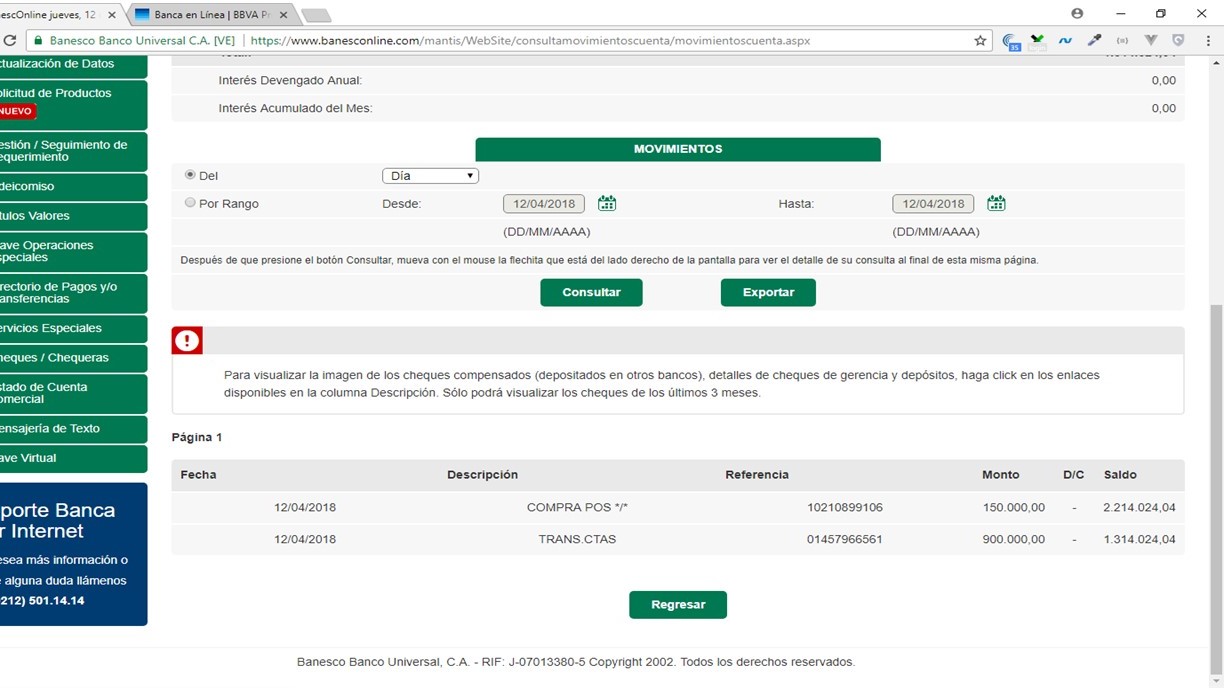 escOnline jueves, 12
Banca en Línea | BBVA Pr
Banesco Banco Universal C.A. [VE] | https://www.banesconline.com/mantis/WebSite/consultamovimientoscuenta/movimientoscuenta.aspx
35
ctualización de Datos
olicitud de Productos
NUEVO
estión / Seguimiento de
equerimiento
deicomiso
tulos Valores
ave Operaciones
speciales
rectorio de Pagos y/o
ansferencias
ervicios Especiales
heques / Chequeras
stado de Cuenta
omercial
ensajería de Texto
ave Virtual
porte Banca
r Internet
esea más información o
e alguna duda llámenos
212) 501.14.14
Interés Devengado Anual: 0,00
Interés Acumulado del Mes: 0,00
MOVIMIENTOS
Del Día
Por Rango Desde: 12/04/2018 Hasta: 12/04/2018
(DD/MM/AAAA) (DD/MM/AAAA)
Después de que presione el botón Consultar, mueva con el mouse la flechita que está del lado derecho de la pantalla para ver el detalle de su consulta al final de esta misma página.
Consultar Exportar
Para visualizar la imagen de los cheques compensados (depositados en otros bancos), detalles de cheques de gerencia y depósitos, haga click en los enlaces
disponibles en la columna Descripción. Sólo podrá visualizar los cheques de los últimos 3 meses.
Página 1
Fecha Descripción Referencia Monto D/C Saldo
12/04/2018 COMPRA POS */" 10210899106 150.000,00 - 2.214.024,04
12/04/2018 TRANS.CTAS 01457966561 900.000,00 - 1.314.024,04
Regresar
Banesco Banco Universal, C.A. - RIF: J-07013380-5 Copyright 2002. Todos los derechos reservados.